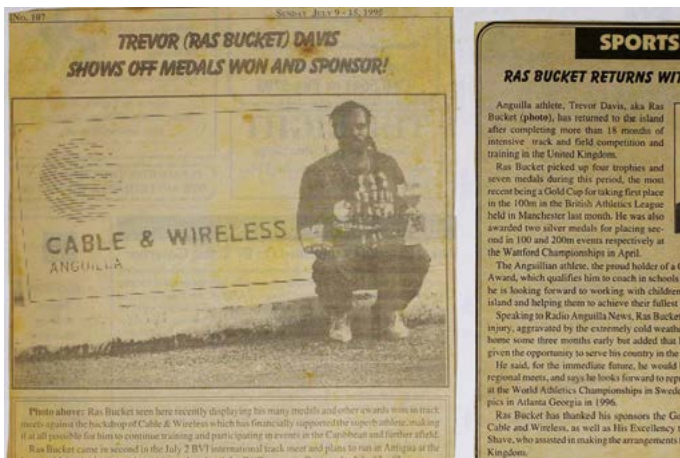 No. 107
SUNDAY JULY 9 - 15, 1995
TREVOR (RAS BUCKET) DAVIS
SHOWS OFF MEDALS WON AND SPONSOR!
CABLE & WIRELESS
ANGUILLA
Photo above: Ras Bucket seen here recently displaying his many medals and other awards won in track
meets against the backdrop of Cable & Wireless which has financially supported the superb athlete, making
it at all possible for him to continue training and participating in events in the Caribbean and further afield.
Ras Bucket came in second in the July 2 BVI international track meet and plans to run in Antigua at the
SPORTS
RAS BUCKET RETURNS WIT
Anguilla athlete, Trevor Davis, aka Ras
Bucket (photo), has returned to the island
after completing more than 18 months of
intensive track and field competition and
training in the United Kingdom.
Ras Bucket picked up four trophies and
seven medals during this period, the most
recent being a Gold Cup for taking first place
in the 100m in the British Athletics League
held in Manchester last month. He was also
awarded two silver medals for placing sec-
ond in 100 and 200m events respectively at
the Watford Championships in April.
The Anguillian athlete, the proud holder of a
Award, which qualifies him to coach in schools
he is looking forward to working with children
island and helping them to achieve their fullest
Speaking to Radio Anguilla News, Ras Bucket
injury, aggravated by the extremely cold weathe
home some three months early but added that
given the opportunity to serve his country in the
He said, for the immediate future, he would
regional meets, and says he looks forward to rep
at the World Athletics Championships in Swede
pics in Atlanta Georgia in 1996.
Ras Bucket has thanked his sponsors the Go
Cable and Wireless, as well as His Excellency
Shave, who assisted in making the arrangements
Kingdom.